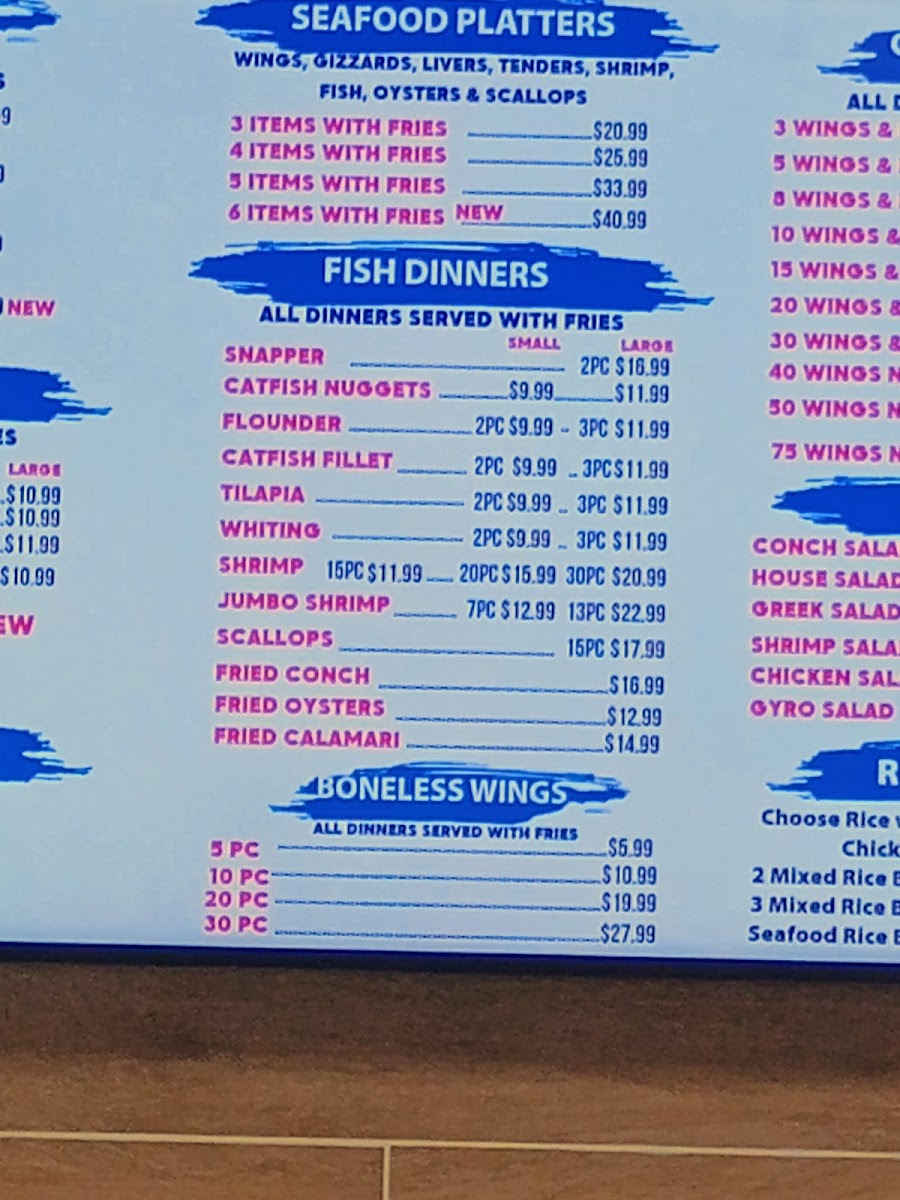 9
NEW
ES
LARGE
$10.99
$10.99
$11.99
$10.99
EW
SEAFOOD PLATTERS
WINGS, GIZZARDS, LIVERS, TENDERS, SHRIMP,
FISH, OYSTERS & SCALLOPS
3 ITEMS WITH FRIES $20.99
4 ITEMS WITH FRIES $25.99
5 ITEMS WITH FRIES $33.99
6 ITEMS WITH FRIES NEW $40.99
FISH DINNERS
ALL DINNERS SERVED WITH FRIES
SMALL LARGE
SNAPPER 2PC $16.99
CATFISH NUGGETS $9.99 $11.99
FLOUNDER 2PC $9.99 - 3PC $11.99
CATFISH FILLET 2PC $9.99 3PC $11.99
TILAPIA 2PC $9.99 3PC $11.99
WHITING 2PC $9.99 3PC $11.99
SHRIMP 15PC $11.99 20PC $15.99 30PC $20.99
JUMBO SHRIMP 7PC $12.99 13PC $22.99
SCALLOPS 15PC $17.99
FRIED CONCH $16.99
FRIED OYSTERS $12.99
FRIED CALAMARI $14.99
BONELESS WINGS
ALL DINNERS SERVED WITH FRIES
5 PC $5.99
10 PC $10.99
20 PC $19.99
30 PC $27.99
ALL D
3 WINGS &
5 WINGS &
8 WINGS &
10 WINGS &
15 WINGS &
20 WINGS &
30 WINGS &
40 WINGS N
50 WINGS N
75 WINGS N
CONCH SALA
HOUSE SALAD
GREEK SALAD
SHRIMP SALA
CHICKEN SAL
GYRO SALAD
R
Choose Rice
Chick
2 Mixed Rice B
3 Mixed Rice B
Seafood Rice B